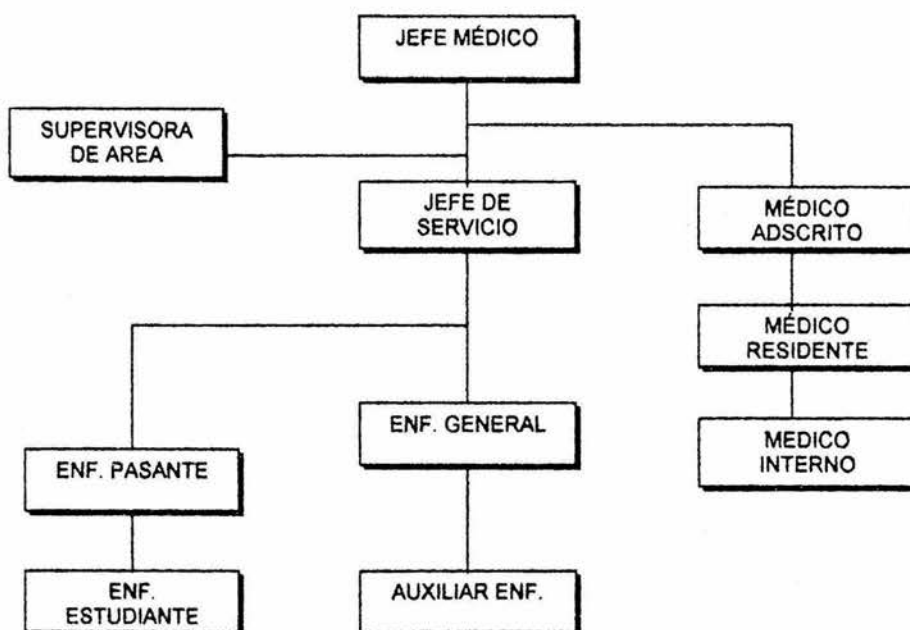 JEFE MÉDICO
SUPERVISORA
DE AREA
JEFE DE
SERVICIO
MÉDICO
ADSCRITO
MÉDICO
RESIDENTE
ENF. GENERAL
MEDICO
INTERNO
ENF. PASANTE
ENF.
ESTUDIANTE
AUXILIAR ENF.